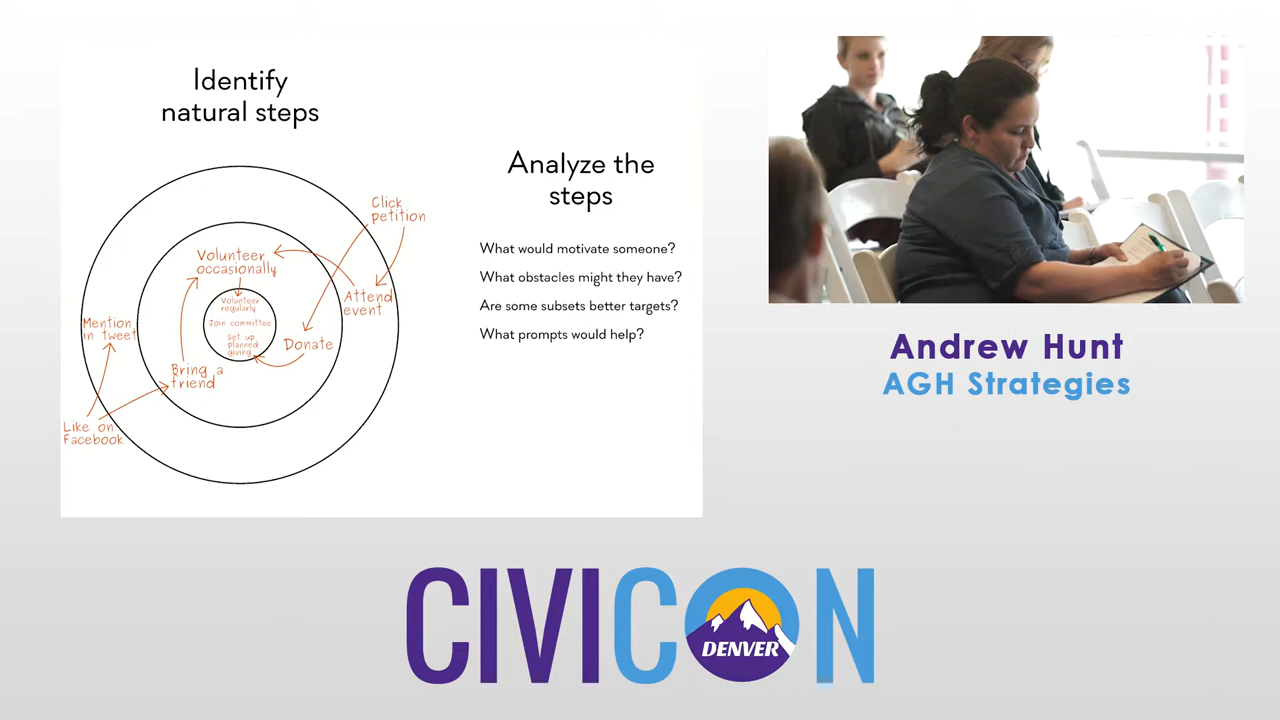 Identify
natural steps
Click
petition
Volunteer
occasionally
Attend
event
Volunteer
regularly
Join committee
Set up
planned
giving
Mention
in tweet
Donate
Bring a
friend
Like on
Facebook
Analyze the
steps
What would motivate someone?
What obstacles might they have?
Are some subsets better targets?
What prompts would help?
Andrew Hunt
AGH Strategies
CIVICON
DENVER